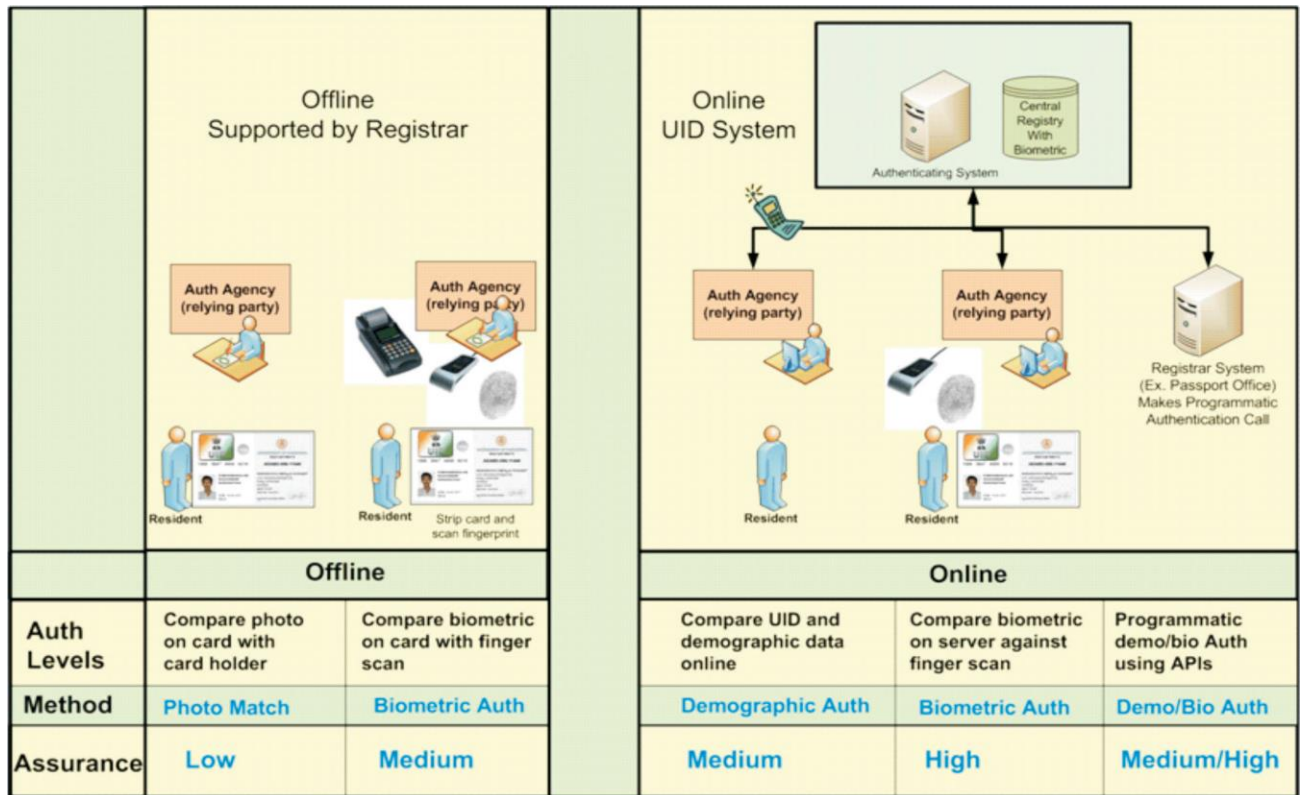 Offline
Supported by Registrar
Online
UID System
Central
Registry
With
Biometric
Authenticating System
Auth Agency
(relying party)
Auth Agency
(relying party)
Auth Agency
(relying party)
Auth Agency
(relying party)
Registrar System
(Ex. Passport Office)
Makes Programmatic
Authentication Call
Resident
Resident
Strip card and
scan fingerprint
Resident
Resident
Offline
Online
Auth
Levels
Compare photo
on card with
card holder
Compare biometric
on card with finger
scan
Compare UID and
demographic data
online
Compare biometric
on server against
finger scan
Programmatic
demo/bio Auth
using APIs
Method
Photo Match
Biometric Auth
Demographic Auth
Biometric Auth
Demo/Bio Auth
Assurance
Low
Medium
Medium
High
Medium/High